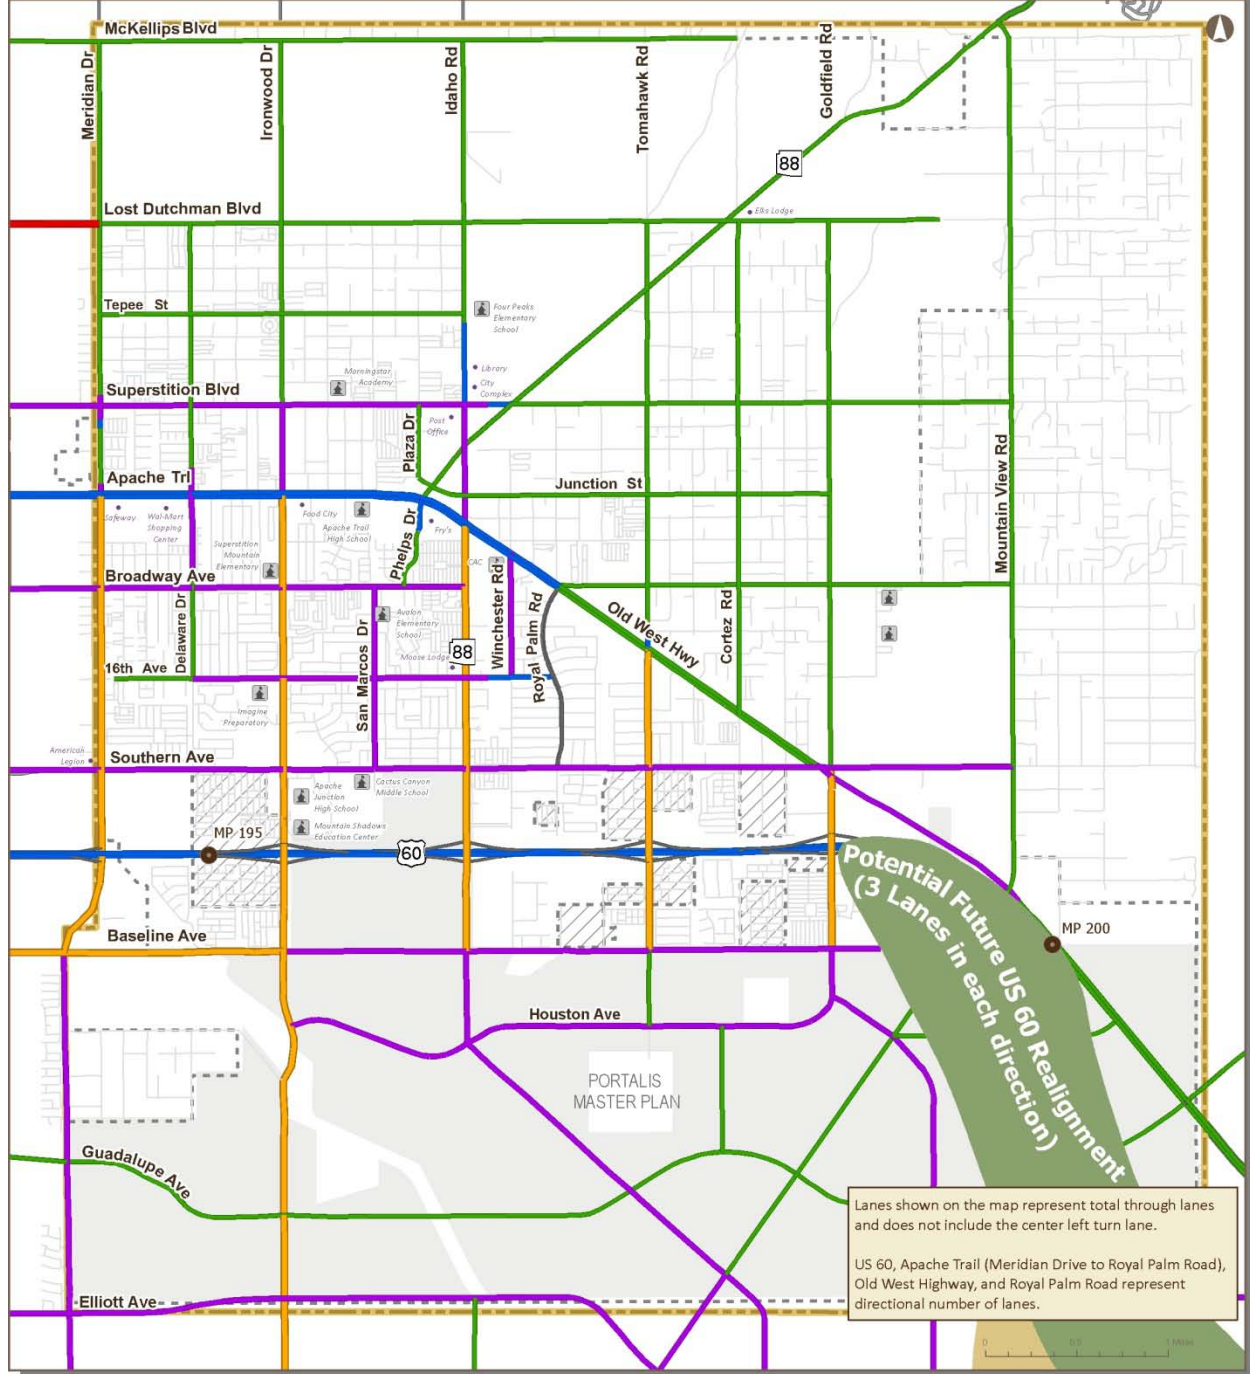 McKellips Blvd
Meridian Dr
Ironwood Dr
Idaho Rd
Tomahawk Rd
Goldfield Rd
88
Lost Dutchman Blvd
Elks Lodge
Tepee St
Four Peaks
Elementary
School
Morningstar
Academy
Library
City
Complex
Superstition Blvd
Plaza Dr
Post
Office
Mountain View Rd
Apache Trl
Junction St
Safeway
Wal-Mart
Shopping
Center
Food City
Apache Trail
High School
Phelps Dr
Fry's
Superstition
Mountain
Elementary
CAC
Broadway Ave
Delaware Dr
San Marcos Dr
Avalon
Elementary
School
Moose Lodge
88
Winchester Rd
Royal Palm Rd
Old West Hwy
Cortez Rd
16th Ave
Imagine
Preparatory
American
Legion
Southern Ave
Apache
Junction
High School
Cactus Canyon
Middle School
Mountain Shadows
Education Center
MP 195
60
Potential Future US 60 Realignment
(3 Lanes in each direction)
MP 200
Baseline Ave
Houston Ave
PORTALIS
MASTER PLAN
Guadalupe Ave
Elliott Ave
Lanes shown on the map represent total through lanes
and does not include the center left turn lane.
US 60, Apache Trail (Meridian Drive to Royal Palm Road),
Old West Highway, and Royal Palm Road represent
directional number of lanes.
0 0.5 1 Miles